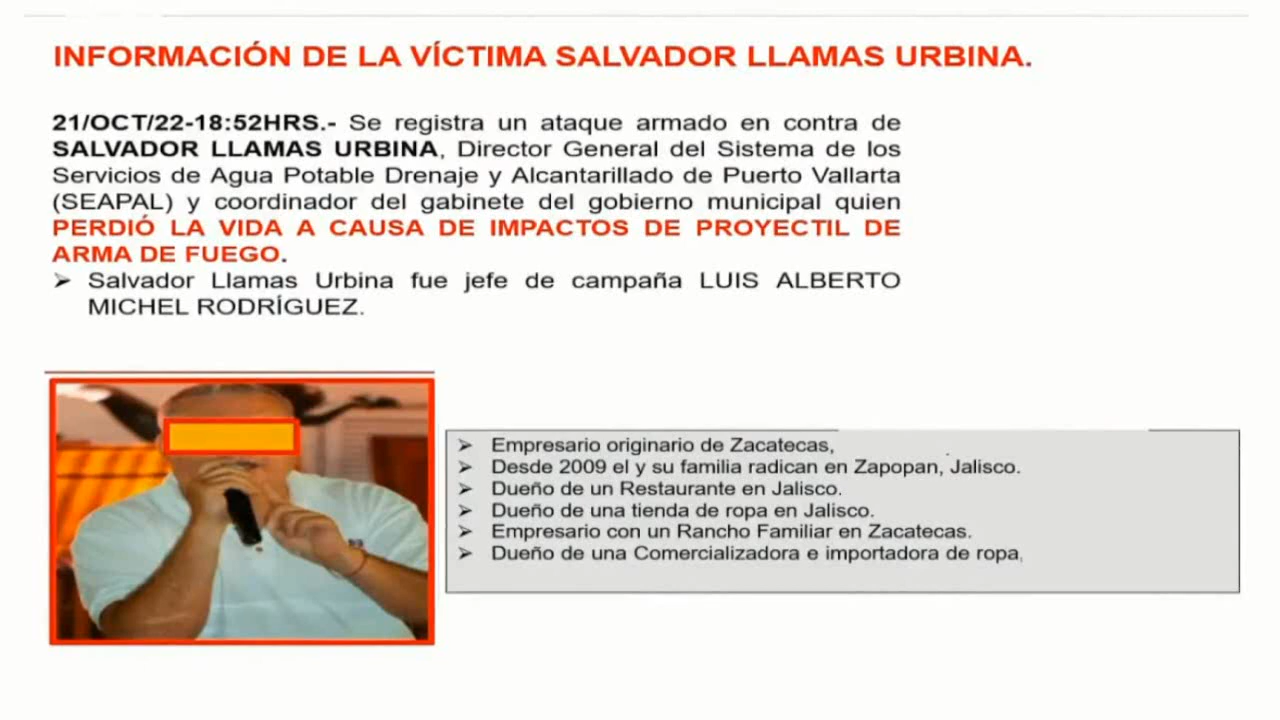 INFORMACIÓN DE LA VÍCTIMA SALVADOR LLAMAS URBINA.
21/OCT/22-18:52HRS.- Se registra un ataque armado en contra de
SALVADOR LLAMAS URBINA, Director General del Sistema de los
Servicios de Agua Potable Drenaje y Alcantarillado de Puerto Vallarta
(SEAPAL) y coordinador del gabinete del gobierno municipal quien
PERDIÓ LA VIDA A CAUSA DE IMPACTOS DE PROYECTIL DE
ARMA DE FUEGO.
➢ Salvador Llamas Urbina fue jefe de campaña LUIS ALBERTO
MICHEL RODRÍGUEZ.
➢ Empresario originario de Zacatecas,
➢ Desde 2009 el y su familia radican en Zapopan, Jalisco.
➢ Dueño de un Restaurante en Jalisco.
➢ Dueño de una tienda de ropa en Jalisco.
➢ Empresario con un Rancho Familiar en Zacatecas.
➢ Dueño de una Comercializadora e importadora de ropa,